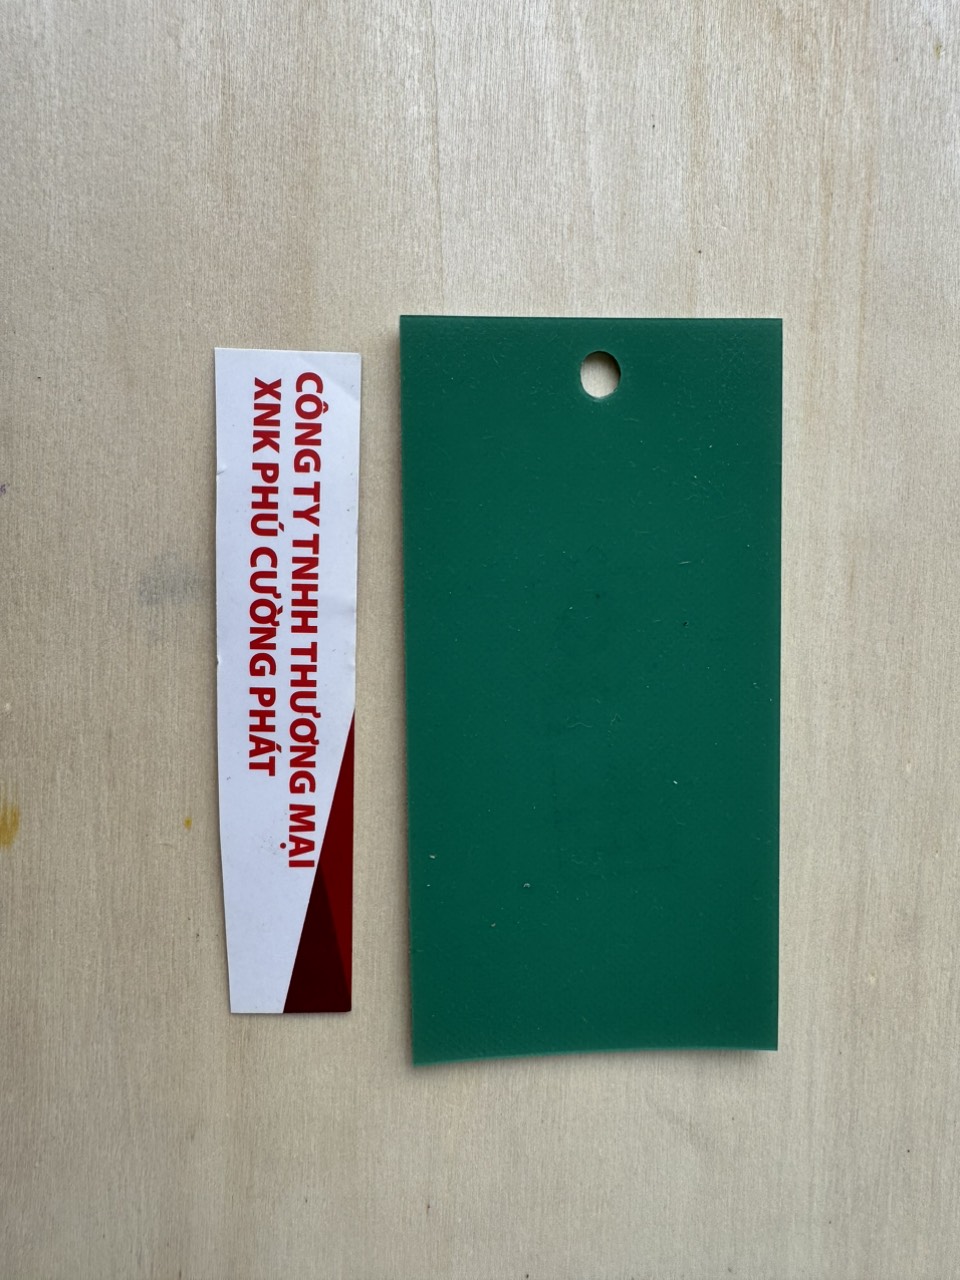 CÔNG TY TNHH THƯƠNG MẠI
XNK PHÚ CƯỜNG PHÁT